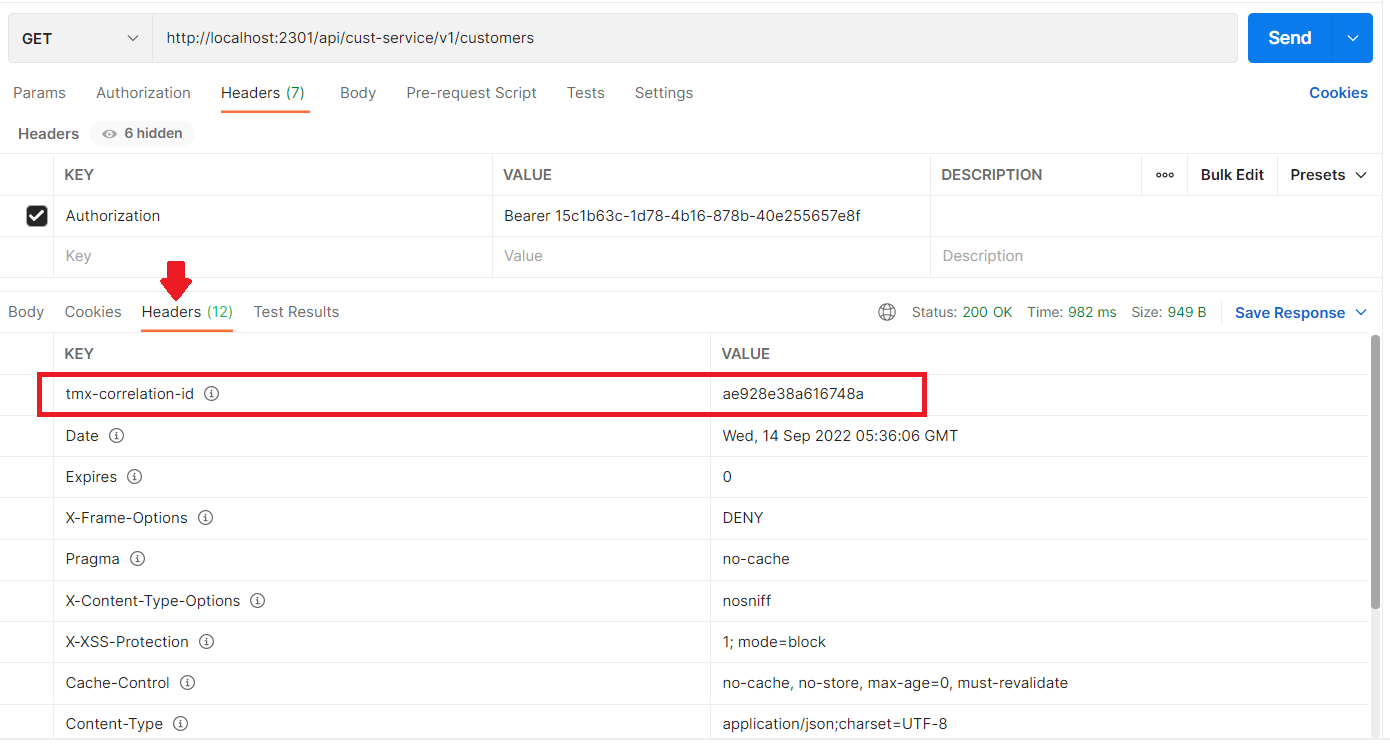 GET http://localhost:2301/api/cust-service/v1/customers Send
Params Authorization Headers (7) Body Pre-request Script Tests Settings Cookies
Headers 6 hidden
KEY VALUE DESCRIPTION Bulk Edit Presets
Authorization Bearer 15c1b63c-1d78-4b16-878b-40e255657e8f
Key Value Description
Body Cookies Headers (12) Test Results Status: 200 OK Time: 982 ms Size: 949 B Save Response
KEY VALUE
tmx-correlation-id ae928e38a616748a
Date Wed, 14 Sep 2022 05:36:06 GMT
Expires 0
X-Frame-Options DENY
Pragma no-cache
X-Content-Type-Options nosniff
X-XSS-Protection 1; mode=block
Cache-Control no-cache, no-store, max-age=0, must-revalidate
Content-Type application/json;charset=UTF-8